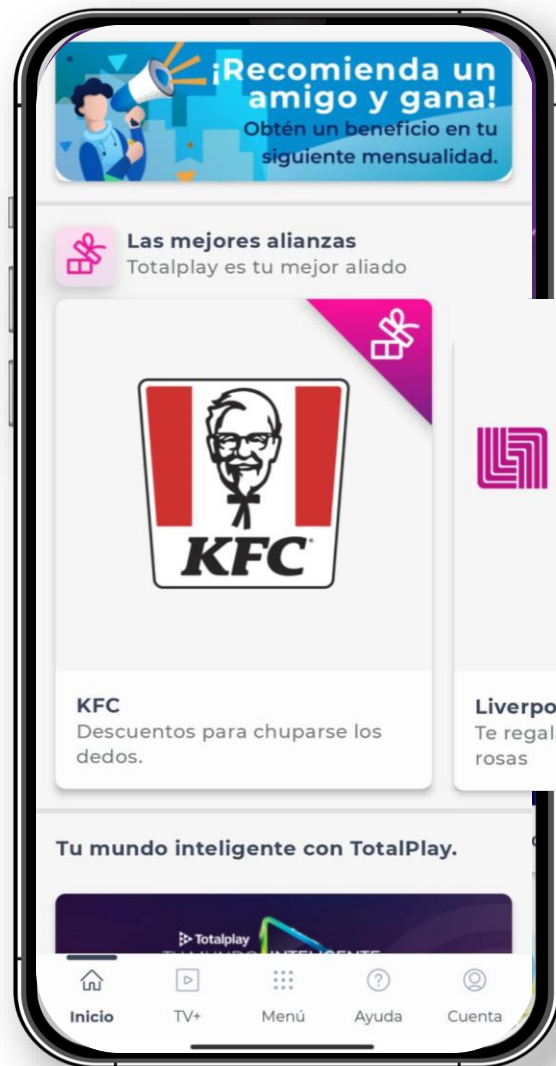 ¡Recomienda un
amigo y gana!
Obtén un beneficio en tu
siguiente mensualidad.
Las mejores alianzas
Totalplay es tu mejor aliado
KFC
KFC
Descuentos para chuparse los
dedos.
Liverpo
Te regal
rosas
Tu mundo inteligente con TotalPlay.
Totalplay
Inicio
TV+
Menú
Ayuda
Cuenta